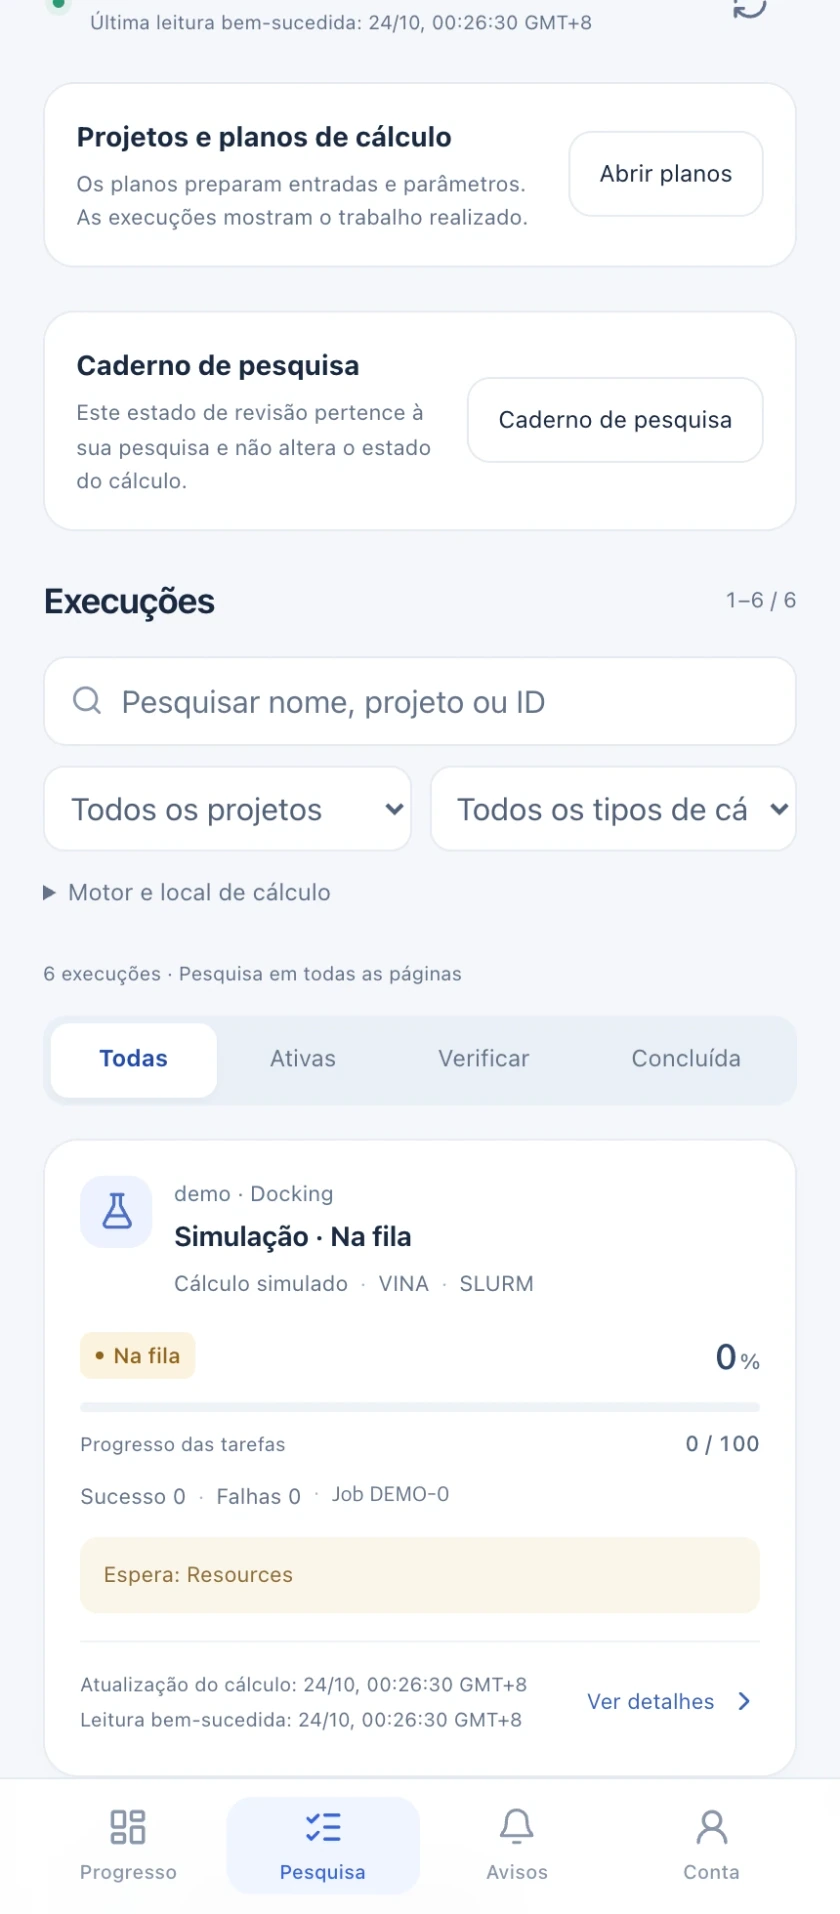 Última leitura bem-sucedida: 24/10, 00:26:30 GMT+8
Projetos e planos de cálculo
Os planos preparam entradas e parâmetros.
As execuções mostram o trabalho realizado.
Abrir planos
Caderno de pesquisa
Este estado de revisão pertence à
sua pesquisa e não altera o estado
do cálculo.
Caderno de pesquisa
Execuções
1–6 / 6
Pesquisar nome, projeto ou ID
Todos os projetos
Todos os tipos de cá
Motor e local de cálculo
6 execuções · Pesquisa em todas as páginas
Todas
Ativas
Verificar
Concluída
demo · Docking
Simulação · Na fila
Cálculo simulado · VINA · SLURM
Na fila
0 %
Progresso das tarefas
0 / 100
Sucesso 0 · Falhas 0 · Job DEMO-0
Espera: Resources
Atualização do cálculo: 24/10, 00:26:30 GMT+8
Leitura bem-sucedida: 24/10, 00:26:30 GMT+8
Ver detalhes
Progresso
Pesquisa
Avisos
Conta